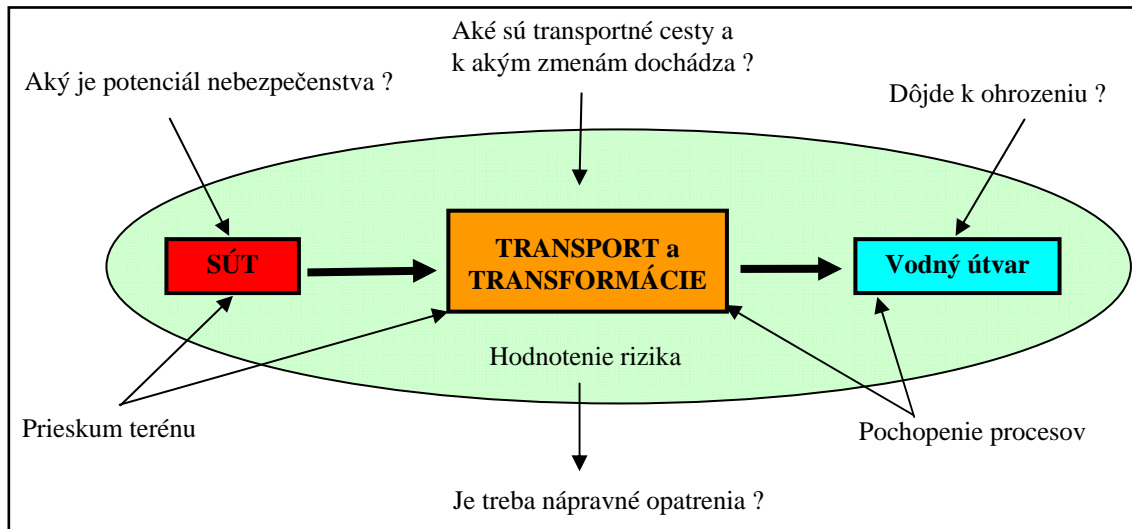 Aké sú transportné cesty a
k akým zmenám dochádza ?
Aký je potenciál nebezpečenstva ?
Dôjde k ohrozeniu ?
SÚT
TRANSPORT a
TRANSFORMÁCIE
Vodný útvar
Hodnotenie rizika
Prieskum terénu
Pochopenie procesov
Je treba nápravné opatrenia ?